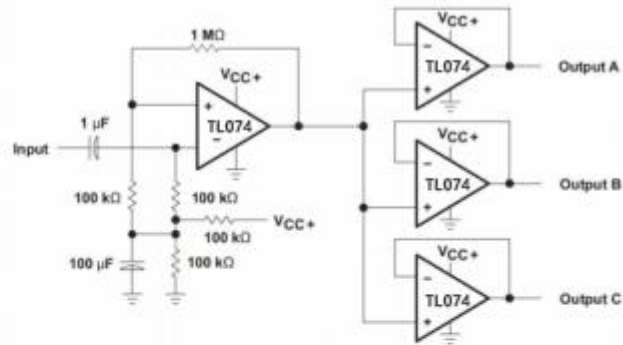 1 MΩ
VCC+
+
TL074
−
1 µF
Input
100 kΩ
100 kΩ
VCC+
100 kΩ
100 µF
100 kΩ
VCC+
−
TL074
+
Output A
VCC+
−
TL074
+
Output B
VCC+
−
TL074
+
Output C